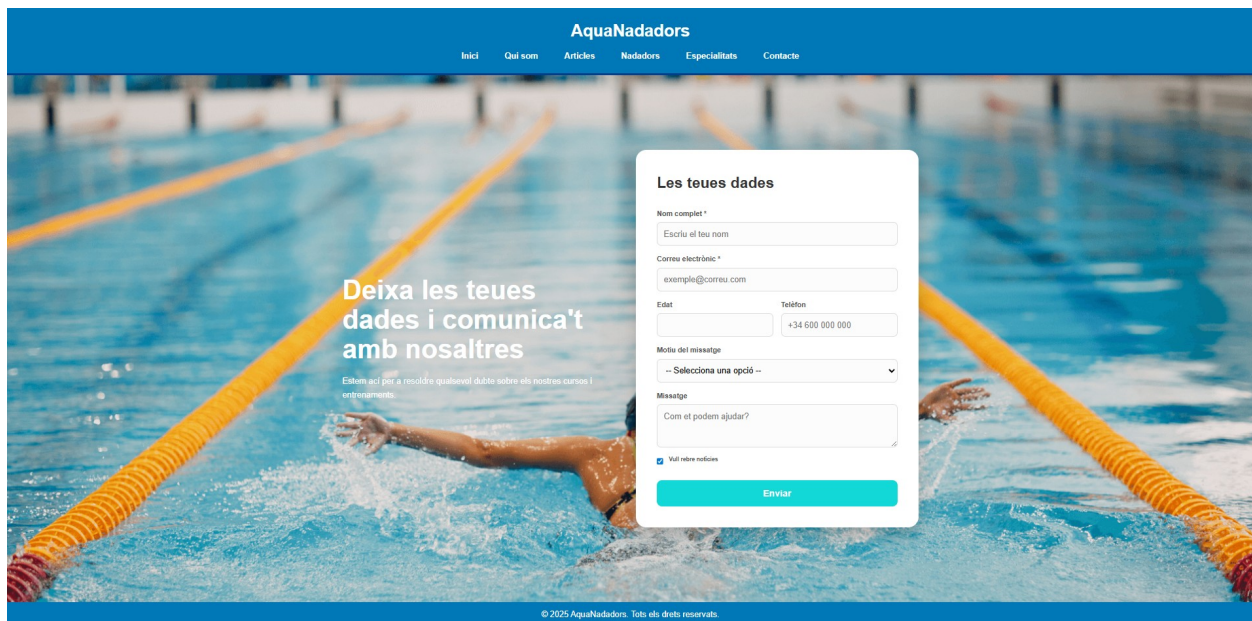 AquaNadadors
Inici Qui som Articles Nadadors Especialitats Contacte
Deixa les teues
dades i comunica't
amb nosaltres
Estem ací per a resoldre qualsevol dubte sobre els nostres cursos i
entrenaments.
Les teues dades
Nom complet *
Escriu el teu nom
Correu electrònic *
exemple@correu.com
Edat Telèfon
+34 600 000 000
Motiu del missatge
-- Selecciona una opció --
Missatge
Com et podem ajudar?
Vull rebre notícies
Enviar
© 2025 AquaNadadors. Tots els drets reservats.